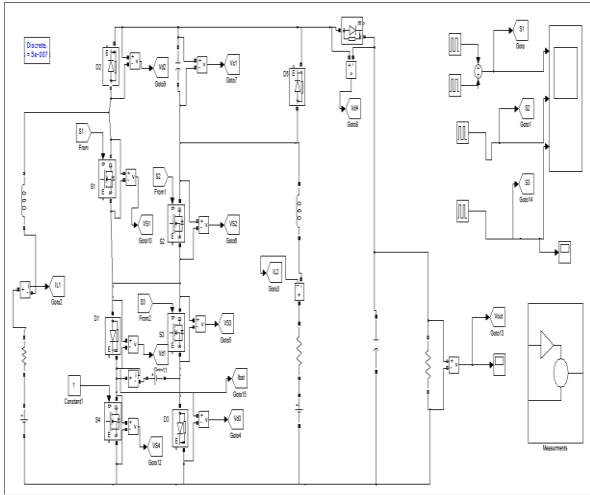 Discrete,
= 5e-007
D2
Vd2
Goto9
Vc1
Goto7
D5
Vd4
Goto8
S1
Goto
S1
From
S1
VS1
Goto10
S2
From1
S2
VS2
Goto6
S2
Goto1
S3
Goto14
IL1
Goto2
IL2
Goto3
D1
Vd1
S3
From2
S3
VS3
Goto5
Goto11
Ibat
Goto15
1
Constant1
S4
VS4
Goto12
D3
Vd3
Goto4
Vout
Goto13
Measurments